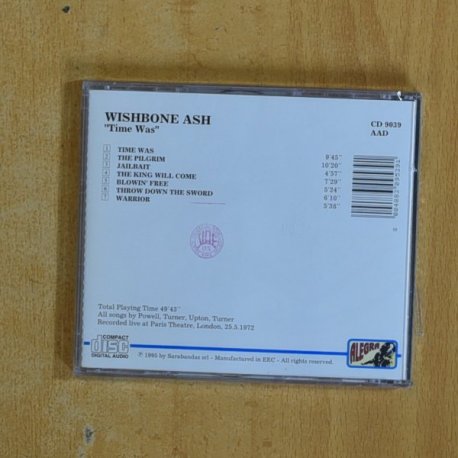 WISHBONE ASH
"Time Was"
CD 9039
AAD
1 TIME WAS 9'45''
2 THE PILGRIM 10'20''
3 JAILBAIT 4'57''
4 THE KING WILL COME 7'29''
5 BLOWIN' FREE 5'24''
6 THROW DOWN THE SWORD 6'10''
7 WARRIOR 5'36''
Total Playing Time 49'43''
All songs by Powell, Turner, Upton, Turner
Recorded live at Paris Theatre, London, 25.5.1972
COMPACT
disc
DIGITAL AUDIO
℗ 1995 by Sarabandas srl - Manufactured in EEC - All rights reserved.
ALEGRA